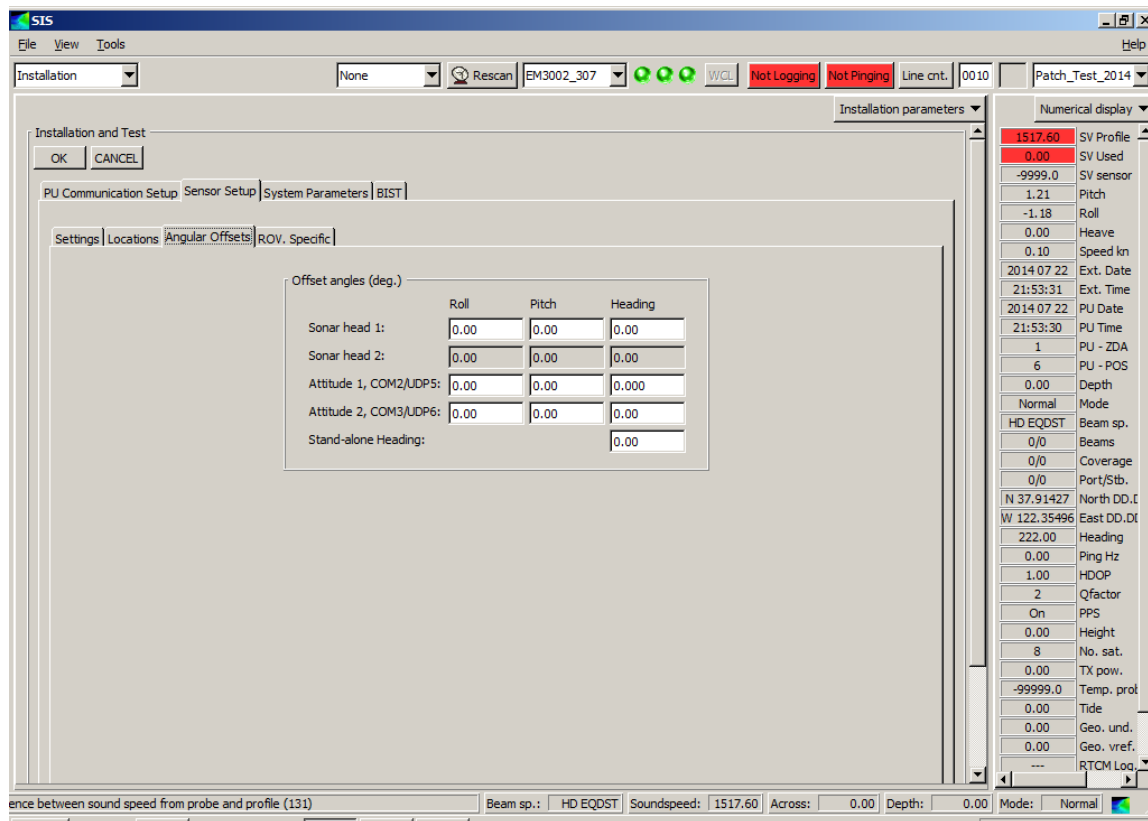 SIS
File View Tools Help
Installation None Rescan EM3002_307 WCL Not Logging Not Pinging Line cnt. 0010 Patch_Test_2014
Installation parameters Numerical display
Installation and Test
OK CANCEL
PU Communication Setup Sensor Setup System Parameters BIST
Settings Locations Angular Offsets ROV. Specific
Offset angles (deg.)
Roll Pitch Heading
Sonar head 1: 0.00 0.00 0.00
Sonar head 2: 0.00 0.00 0.00
Attitude 1, COM2/UDP5: 0.00 0.00 0.000
Attitude 2, COM3/UDP6: 0.00 0.00 0.00
Stand-alone Heading: 0.00
1517.60 SV Profile
0.00 SV Used
-9999.0 SV sensor
1.21 Pitch
-1.18 Roll
0.00 Heave
0.10 Speed kn
2014 07 22 Ext. Date
21:53:31 Ext. Time
2014 07 22 PU Date
21:53:30 PU Time
1 PU - ZDA
6 PU - POS
0.00 Depth
Normal Mode
HD EQDST Beam sp.
0/0 Beams
0/0 Coverage
0/0 Port/Stb.
N 37.91427 North DD.D
W 122.35496 East DD.DD
222.00 Heading
0.00 Ping Hz
1.00 HDOP
2 Qfactor
On PPS
0.00 Height
8 No. sat.
0.00 TX pow.
-99999.0 Temp. prob
0.00 Tide
0.00 Geo. und.
0.00 Geo. vref.
--- RTCM Log.
ence between sound speed from probe and profile (131) Beam sp.: HD EQDST Soundspeed: 1517.60 Across: 0.00 Depth: 0.00 Mode: Normal